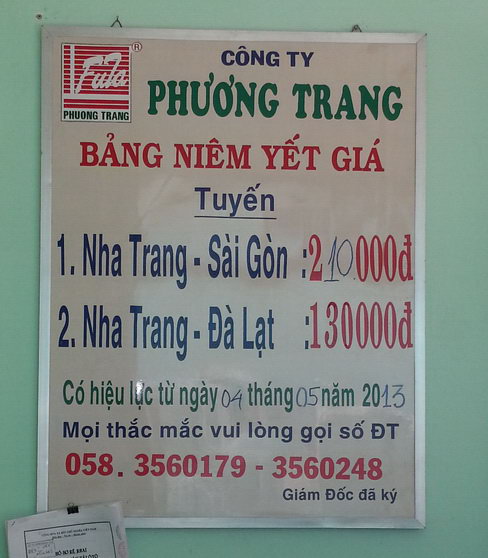 Futa ®
PHUONG TRANG
CÔNG TY
PHƯƠNG TRANG
BẢNG NIÊM YẾT GIÁ
Tuyến
1. Nha Trang - Sài Gòn : 210.000đ
2. Nha Trang - Đà Lạt : 130000đ
Có hiệu lực từ ngày 04 tháng 05 năm 2013
Mọi thắc mắc vui lòng gọi số ĐT
058. 3560179 - 3560248
Giám Đốc đã ký